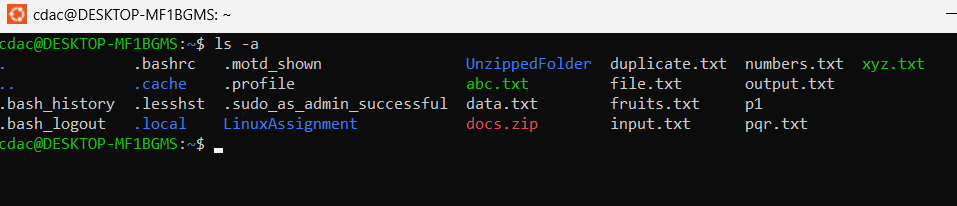 cdac@DESKTOP-MF1BGMS: ~
cdac@DESKTOP-MF1BGMS:~$ ls -a
. .bashrc .motd_shown UnzippedFolder duplicate.txt numbers.txt xyz.txt
.. .cache .profile abc.txt file.txt output.txt
.bash_history .lesshst .sudo_as_admin_successful data.txt fruits.txt p1
.bash_logout .local LinuxAssignment docs.zip input.txt pqr.txt
cdac@DESKTOP-MF1BGMS:~$